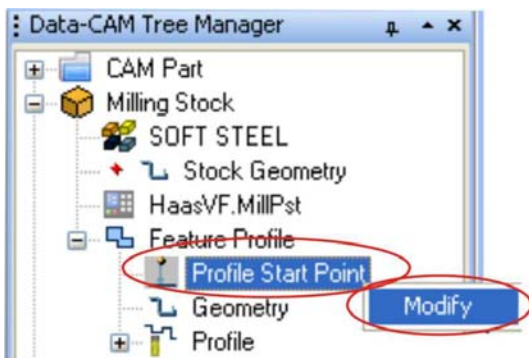 Data-CAM Tree Manager
CAM Part
Milling Stock
SOFT STEEL
Stock Geometry
HaasVF.MillPst
Feature Profile
Profile Start Point
Modify
Geometry
Profile